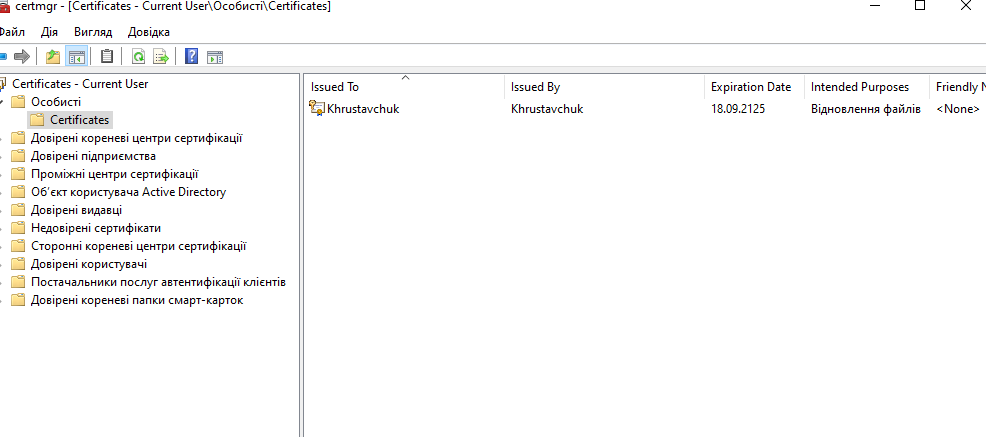 certmgr - [Certificates - Current User\Особисті\Certificates]
Файл Дія Вигляд Довідка
Certificates - Current User
Особисті
Certificates
Довірені кореневі центри сертифікації
Довірені підприємства
Проміжні центри сертифікації
Об'єкт користувача Active Directory
Довірені видавці
Недовірені сертифікати
Сторонні кореневі центри сертифікації
Довірені користувачі
Постачальники послуг автентифікації клієнтів
Довірені кореневі папки смарт-карток
Issued To Issued By Expiration Date Intended Purposes Friendly N
Khrustavchuk Khrustavchuk 18.09.2125 Відновлення файлів <None>